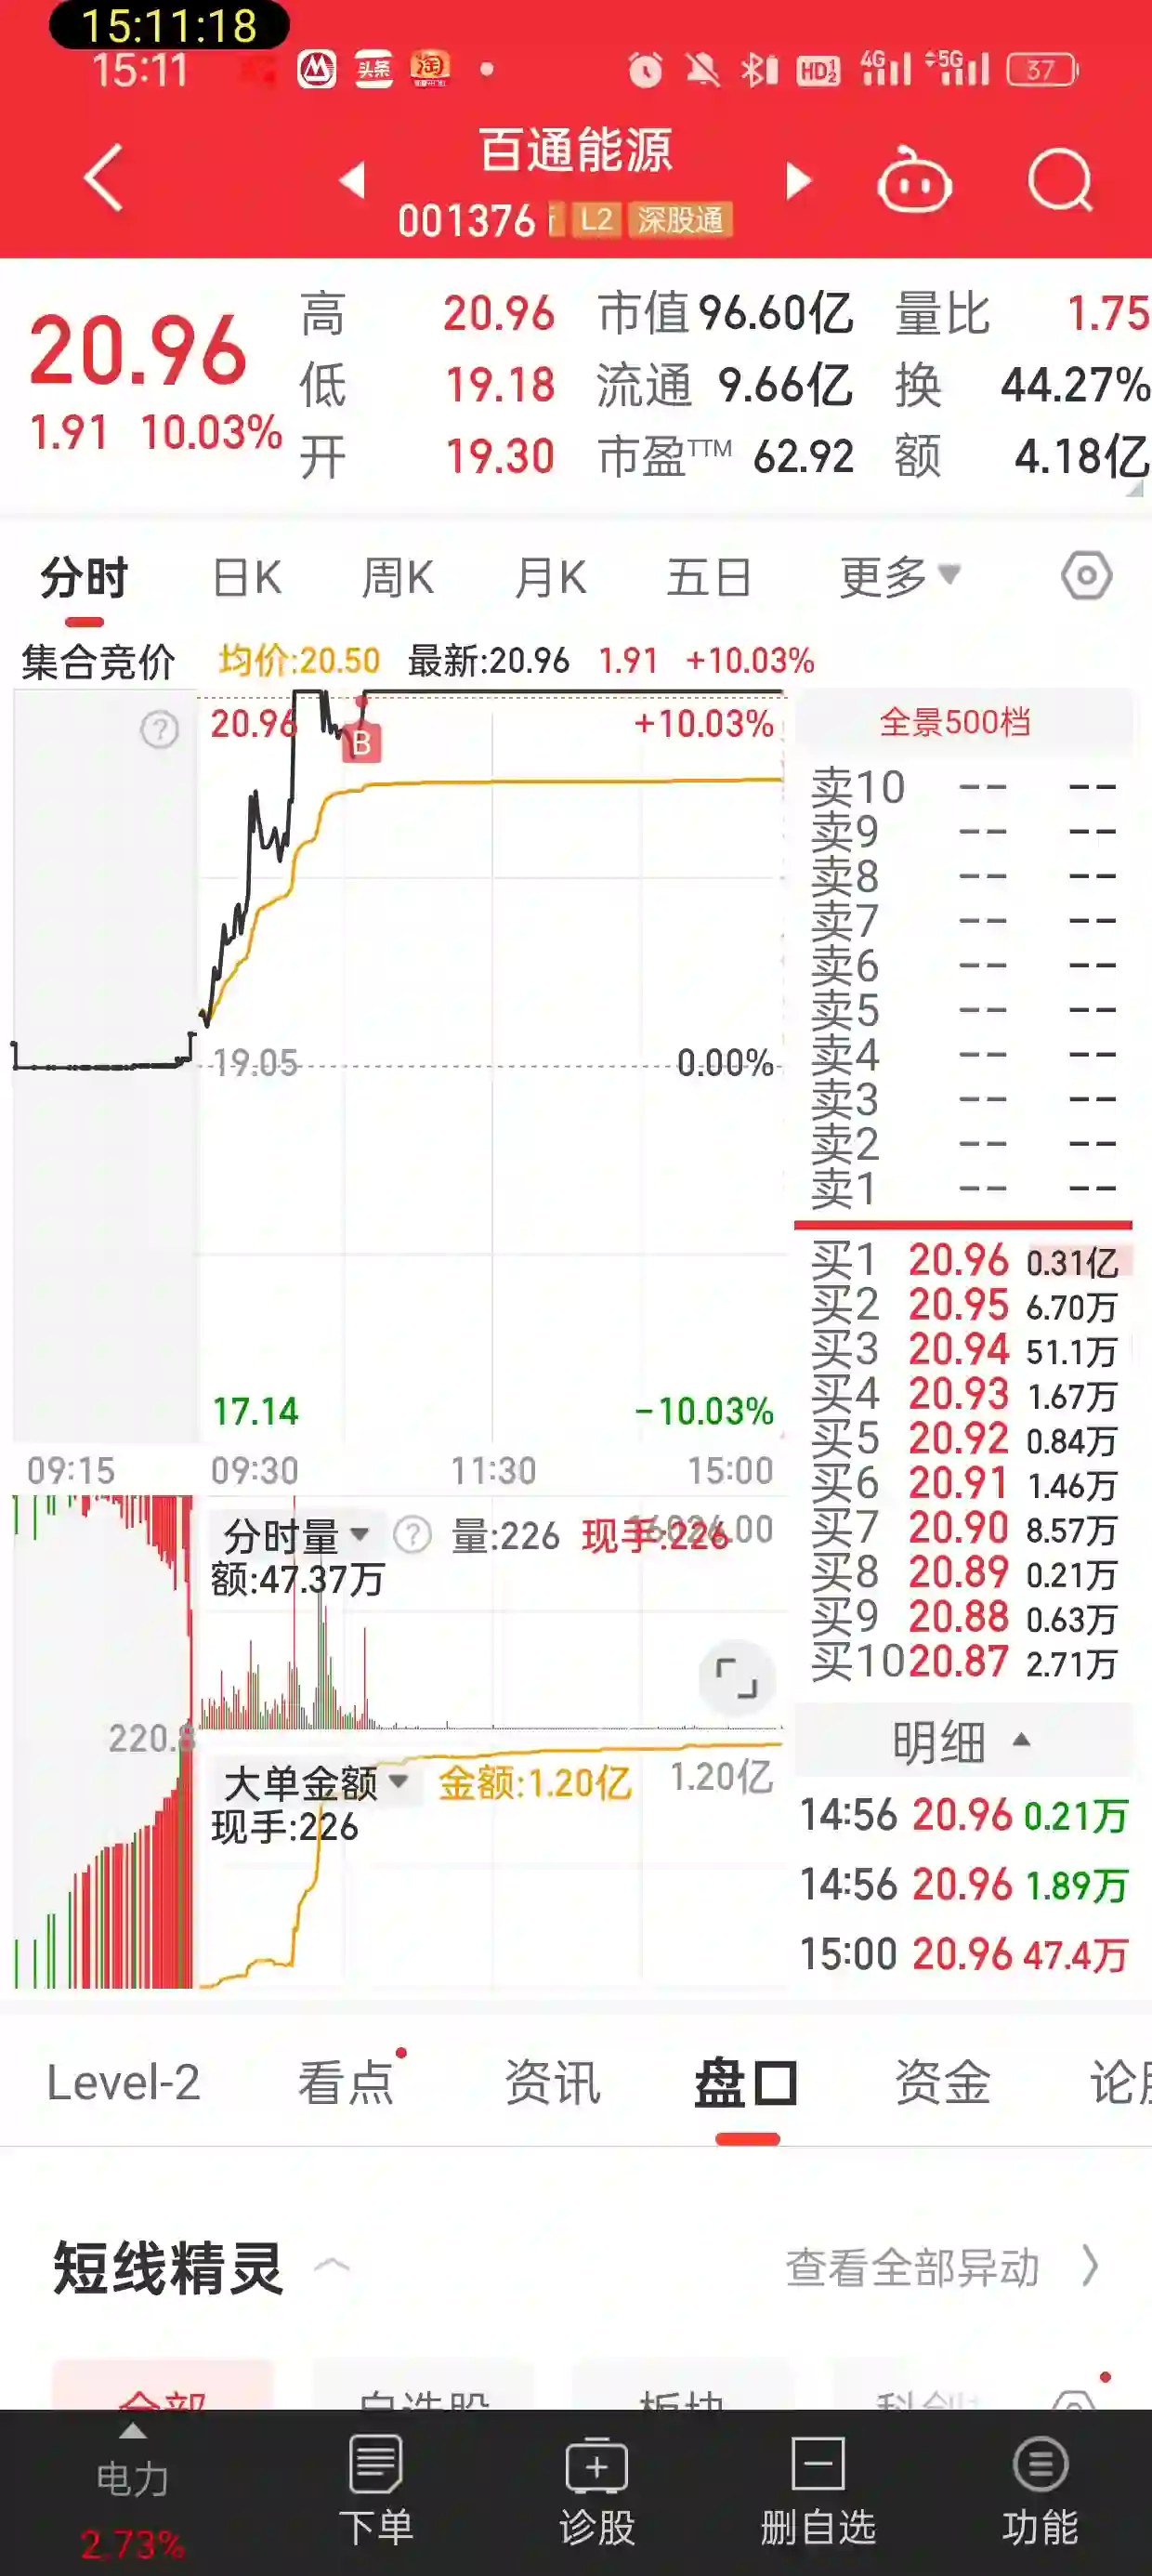 15:11:18
15:11 头条 淘 HD 4G 5G 37
百通能源
001376 L2 深股通
20.96
1.91 10.03%
高 20.96 市值 96.60亿 量比 1.75
低 19.18 流通 9.66亿 换 44.27%
开 19.30 市盈TTM 62.92 额 4.18亿
分时 日K 周K 月K 五日 更多
集合竞价 均价:20.50 最新:20.96 1.91 +10.03%
20.96 +10.03%
B
19.05 0.00%
17.14 -10.03%
09:15 09:30 11:30 15:00
全景500档
卖10 -- --
卖9 -- --
卖8 -- --
卖7 -- --
卖6 -- --
卖5 -- --
卖4 -- --
卖3 -- --
卖2 -- --
卖1 -- --
买1 20.96 0.31亿
买2 20.95 6.70万
买3 20.94 51.1万
买4 20.93 1.67万
买5 20.92 0.84万
买6 20.91 1.46万
买7 20.90 8.57万
买8 20.89 0.21万
买9 20.88 0.63万
买10 20.87 2.71万
分时量 ? 量:226 现手:226
额:47.37万
220.8
大单金额 金额:1.20亿 1.20亿
现手:226
明细
14:56 20.96 0.21万
14:56 20.96 1.89万
15:00 20.96 47.4万
Level-2 看点 资讯 盘口 资金 论股
短线精灵 查看全部异动
全部 自选股 板块
电力 下单 诊股 删自选 功能
2.73%